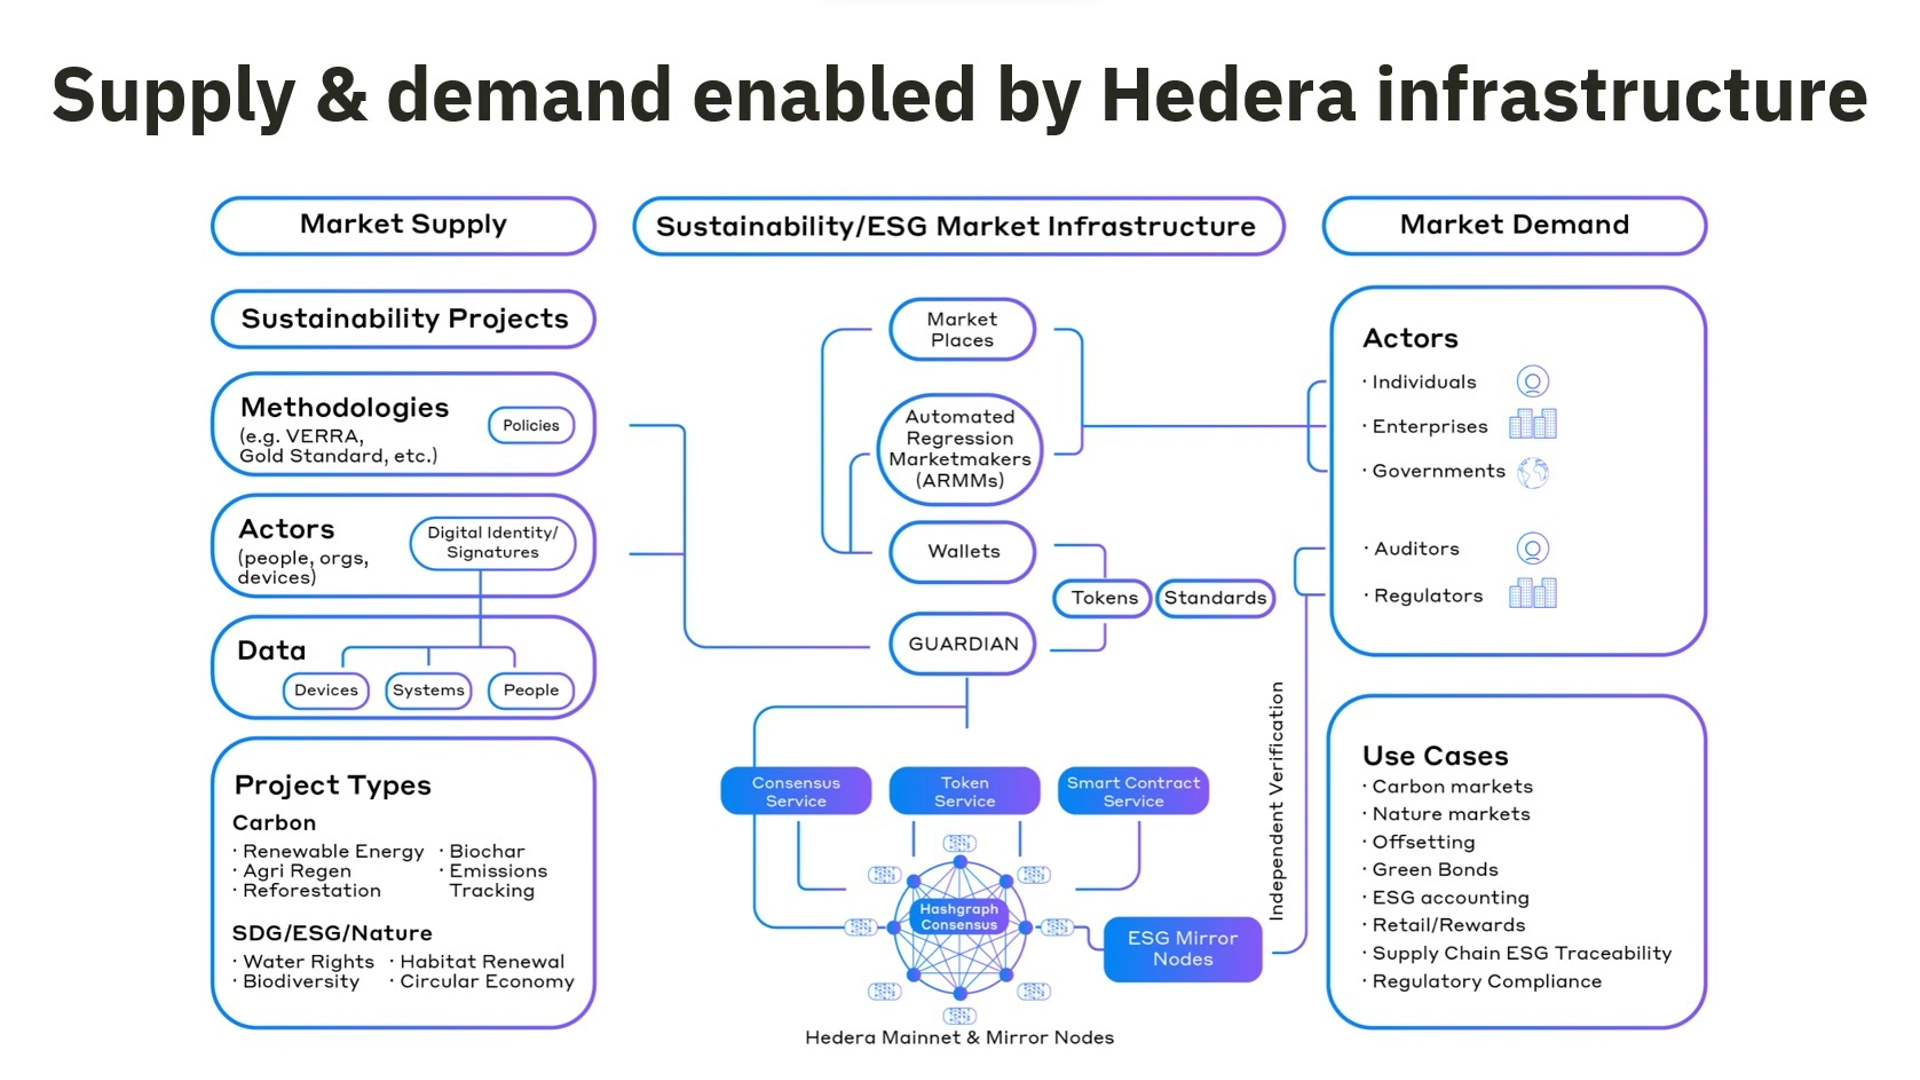 Supply & demand enabled by Hedera infrastructure
Market Supply
Sustainability Projects
Methodologies
(e.g. VERRA,
Gold Standard, etc.)
Policies
Actors
(people, orgs,
devices)
Digital Identity/
Signatures
Data
Devices
Systems
People
Project Types
Carbon
· Renewable Energy
· Agri Regen
· Reforestation
· Biochar
· Emissions
Tracking
SDG/ESG/Nature
· Water Rights
· Biodiversity
· Habitat Renewal
· Circular Economy
Sustainability/ESG Market Infrastructure
Market
Places
Automated
Regression
Marketmakers
(ARMMs)
Wallets
Tokens
Standards
GUARDIAN
Consensus
Service
Token
Service
Smart Contract
Service
Hashgraph
Consensus
ESG Mirror
Nodes
Hedera Mainnet & Mirror Nodes
Independent Verification
Market Demand
Actors
· Individuals
· Enterprises
· Governments
· Auditors
· Regulators
Use Cases
· Carbon markets
· Nature markets
· Offsetting
· Green Bonds
· ESG accounting
· Retail/Rewards
· Supply Chain ESG Traceability
· Regulatory Compliance